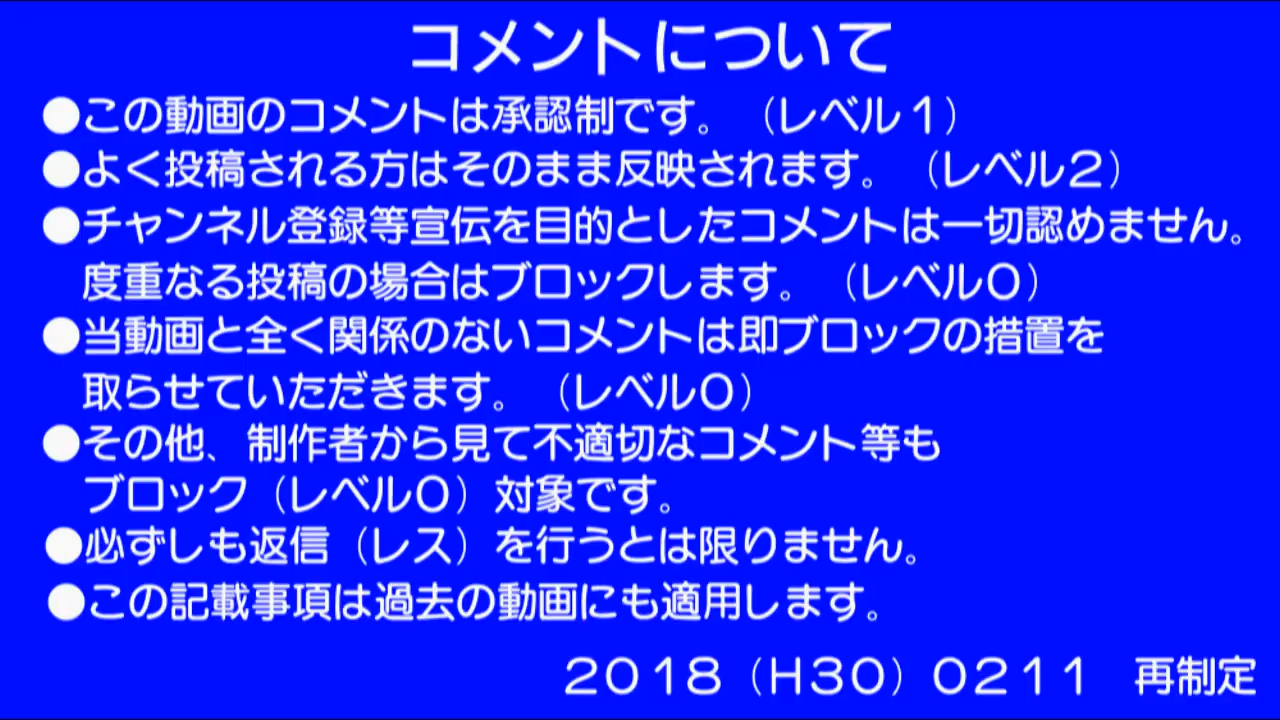 コメントについて
●この動画のコメントは承認制です。（レベル１）
●よく投稿される方はそのまま反映されます。（レベル２）
●チャンネル登録等宣伝を目的としたコメントは一切認めません。
度重なる投稿の場合はブロックします。（レベル０）
●当動画と全く関係のないコメントは即ブロックの措置を
取らせていただきます。（レベル０）
●その他、制作者から見て不適切なコメント等も
ブロック（レベル０）対象です。
●必ずしも返信（レス）を行うとは限りません。
●この記載事項は過去の動画にも適用します。
２０１８（Ｈ３０）０２１１　再制定